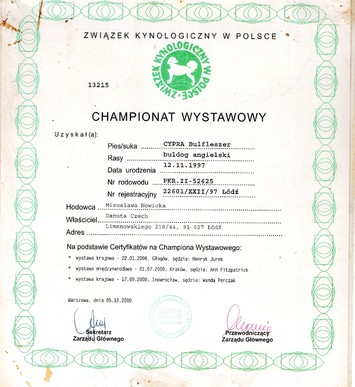 ZWIĄZEK KYNOLOGICZNY W POLSCE
ZWIĄZEK KYNOLOGICZNY W POLSCE
13215
CHAMPIONAT WYSTAWOWY
Uzyskał(a):
Pies/suka CYPRA Bulfleszer
Rasy buldog angielski
Data urodzenia 12.11.1997
Nr rodowodu PKR.II-52625
Nr rejestracyjny 22601/XXII/97 Łódź
Hodowca Mirosława Nowicka
Właściciel Danuta Czech
Adres Limanowskiego 218/44, 91-027 Łódź
Na podstawie Certyfikatów na Championa Wystawowego:
* wystawa krajowa - 22.01.2000, Głogów, sędzia: Henryk Jurek
* wystawa międzynarodowa - 01.07.2000, Kraków, sędzia: Ann Fitzpatrick
* wystawa krajowa - 17.09.2000, Inowrocław, sędzia: WandaPerczak
Warszawa, dnia 05.10.2000
Sekretarz Przewodniczący
Zarządu Głównego Zarządu Głównego